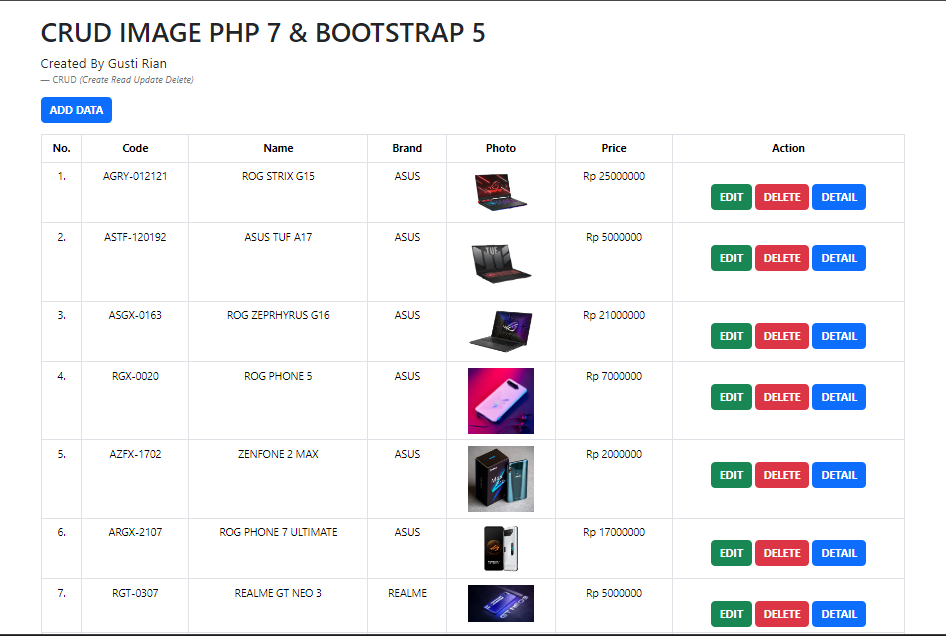 CRUD IMAGE PHP 7 & BOOTSTRAP 5
Created By Gusti Rian
— CRUD (Create Read Update Delete)
ADD DATA
No. Code Name Brand Photo Price Action
1. AGRY-012121 ROG STRIX G15 ASUS Rp 25000000 EDIT DELETE DETAIL
2. ASTF-120192 ASUS TUF A17 ASUS TUF Rp 5000000 EDIT DELETE DETAIL
3. ASGX-0163 ROG ZEPRHYRUS G16 ASUS Rp 21000000 EDIT DELETE DETAIL
4. RGX-0020 ROG PHONE 5 ASUS Rp 7000000 EDIT DELETE DETAIL
5. AZFX-1702 ZENFONE 2 MAX ASUS Rp 2000000 EDIT DELETE DETAIL
6. ARGX-2107 ROG PHONE 7 ULTIMATE ASUS Rp 17000000 EDIT DELETE DETAIL
7. RGT-0307 REALME GT NEO 3 REALME Rp 5000000 EDIT DELETE DETAIL